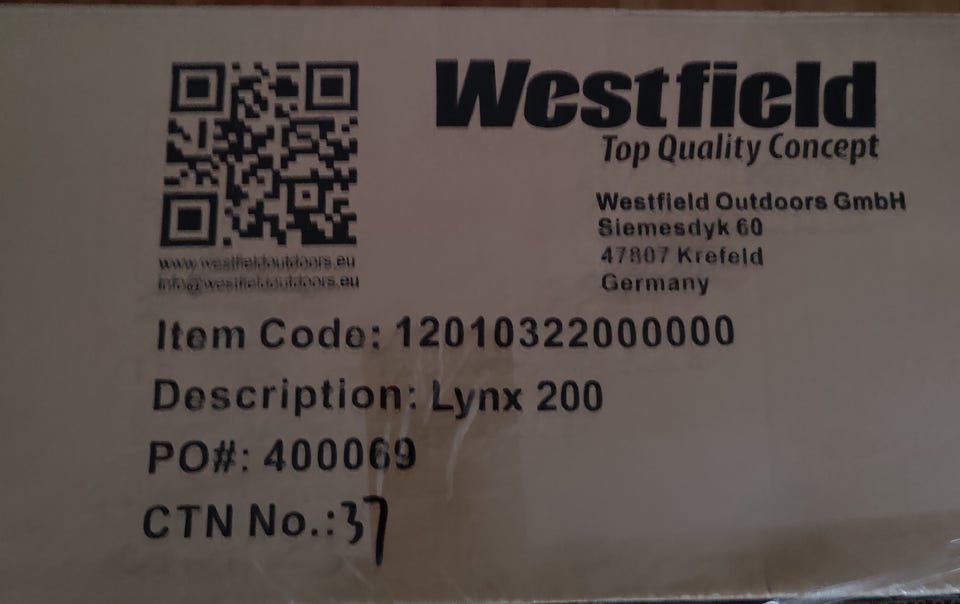 Westfield
Top Quality Concept
Westfield Outdoors GmbH
Siemesdyk 60
47807 Krefeld
Germany
www.westfieldoutdoors.eu
info@westfieldoutdoors.eu
Item Code: 12010322000000
Description: Lynx 200
PO#: 400069
CTN No.: 37